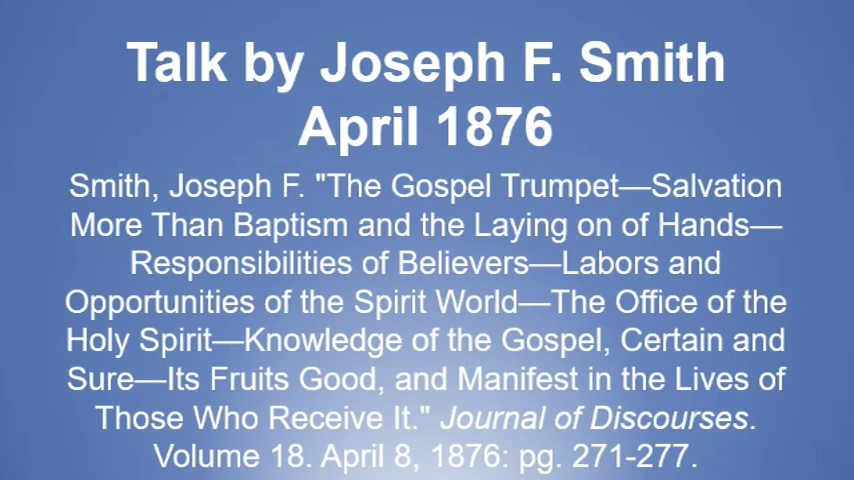 Talk by Joseph F. Smith
April 1876
Smith, Joseph F. "The Gospel Trumpet—Salvation
More Than Baptism and the Laying on of Hands—
Responsibilities of Believers—Labors and
Opportunities of the Spirit World—The Office of the
Holy Spirit—Knowledge of the Gospel, Certain and
Sure—Its Fruits Good, and Manifest in the Lives of
Those Who Receive It." Journal of Discourses.
Volume 18. April 8, 1876: pg. 271-277.